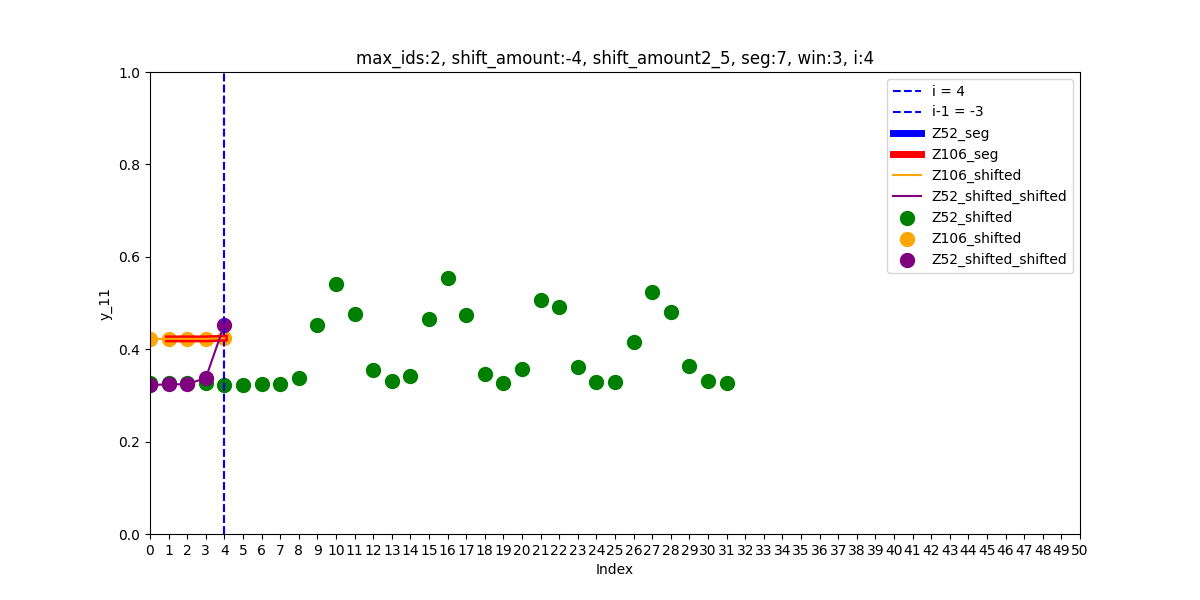 max_ids:2, shift_amount:-4, shift_amount2_5, seg:7, win:3, i:4
1.0
0.8
0.6
0.4
0.2
0.0
y_11
i = 4
i-1 = -3
Z52_seg
Z106_seg
Z106_shifted
Z52_shifted_shifted
Z52_shifted
Z106_shifted
Z52_shifted_shifted
0 1 2 3 4 5 6 7 8 9 10 11 12 13 14 15 16 17 18 19 20 21 22 23 24 25 26 27 28 29 30 31 32 33 34 35 36 37 38 39 40 41 42 43 44 45 46 47 48 49 50
Index